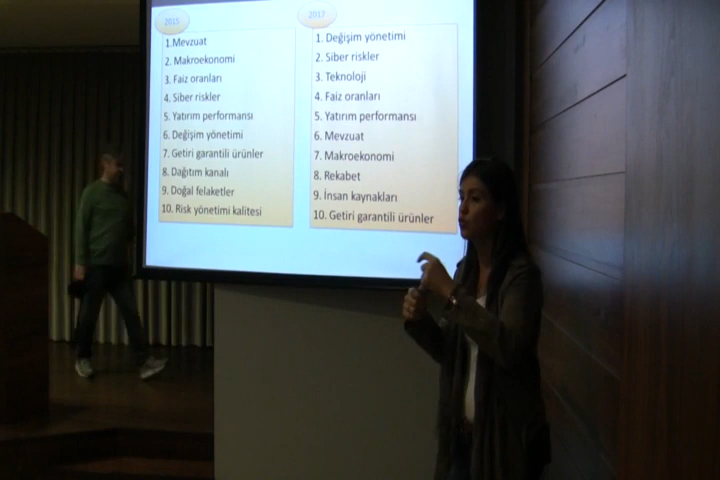 2015
1.Mevzuat
2. Makroekonomi
3. Faiz oranları
4. Siber riskler
5. Yatırım performansı
6. Değişim yönetimi
7. Getiri garantili ürünler
8. Dağıtım kanalı
9. Doğal felaketler
10. Risk yönetimi kalitesi
2017
1. Değişim yönetimi
2. Siber riskler
3. Teknoloji
4. Faiz oranları
5. Yatırım performansı
6. Mevzuat
7. Makroekonomi
8. Rekabet
9. İnsan kaynakları
10. Getiri garantili ürünler